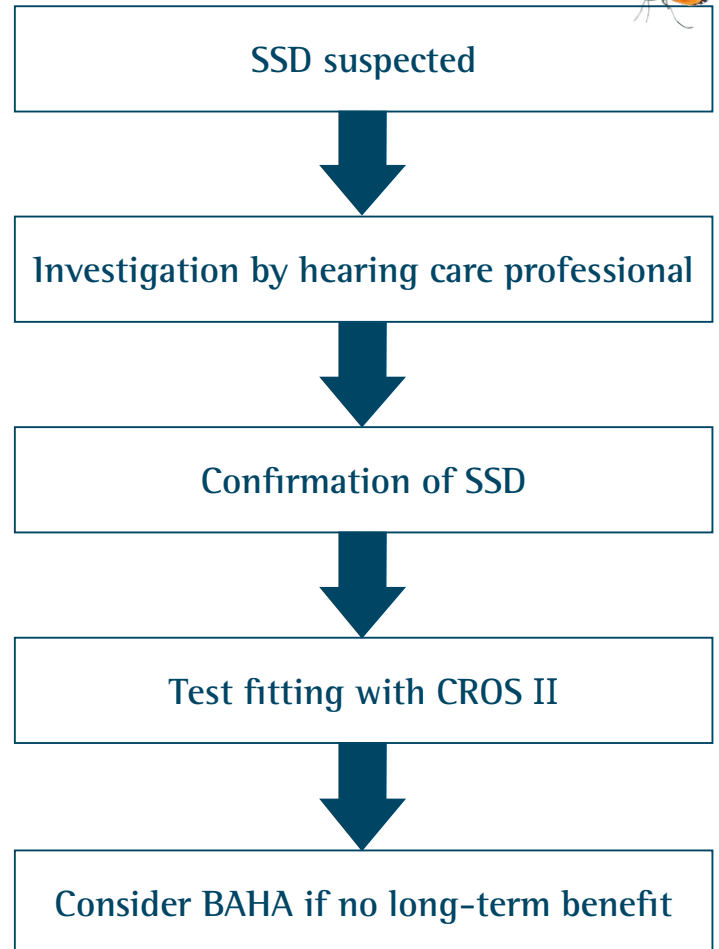 SSD suspected
Investigation by hearing care professional
Confirmation of SSD
Test fitting with CROS II
Consider BAHA if no long-term benefit